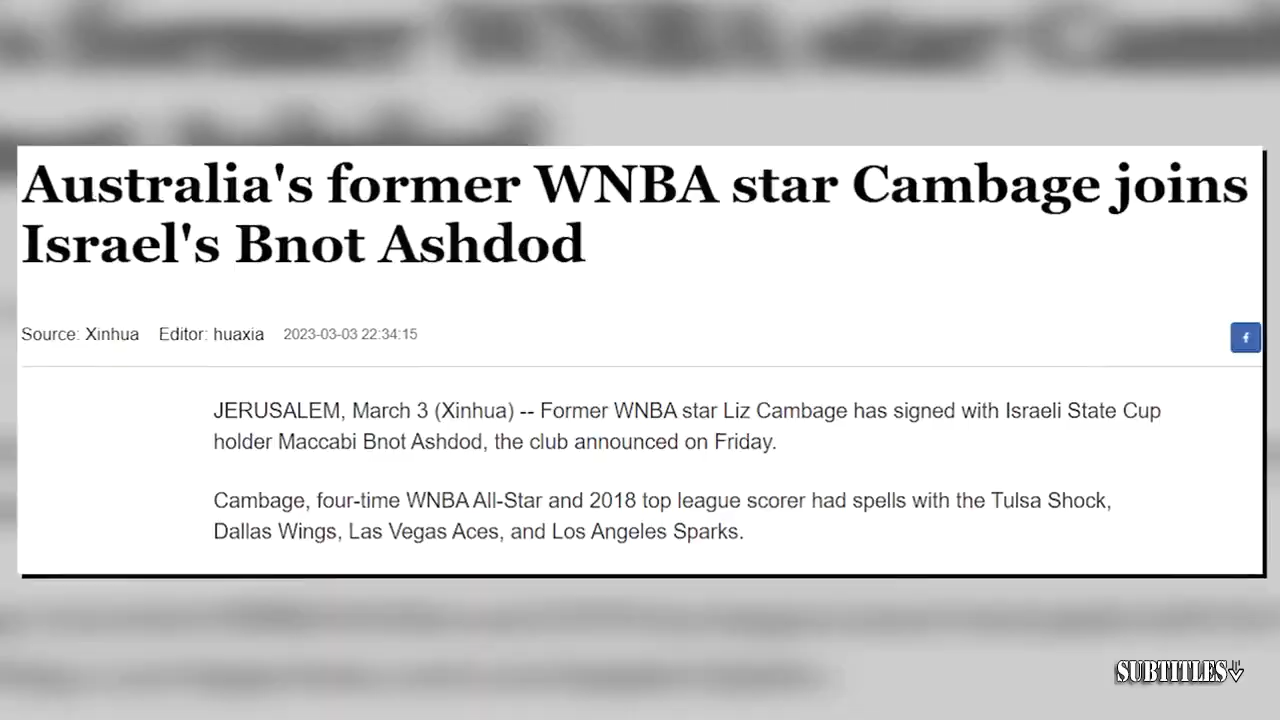 Australia's former WNBA star Cambage joins
Israel's Bnot Ashdod
Source: Xinhua Editor: huaxia 2023-03-03 22:34:15
f
JERUSALEM, March 3 (Xinhua) -- Former WNBA star Liz Cambage has signed with Israeli State Cup
holder Maccabi Bnot Ashdod, the club announced on Friday.
Cambage, four-time WNBA All-Star and 2018 top league scorer had spells with the Tulsa Shock,
Dallas Wings, Las Vegas Aces, and Los Angeles Sparks.
SUBTITLES